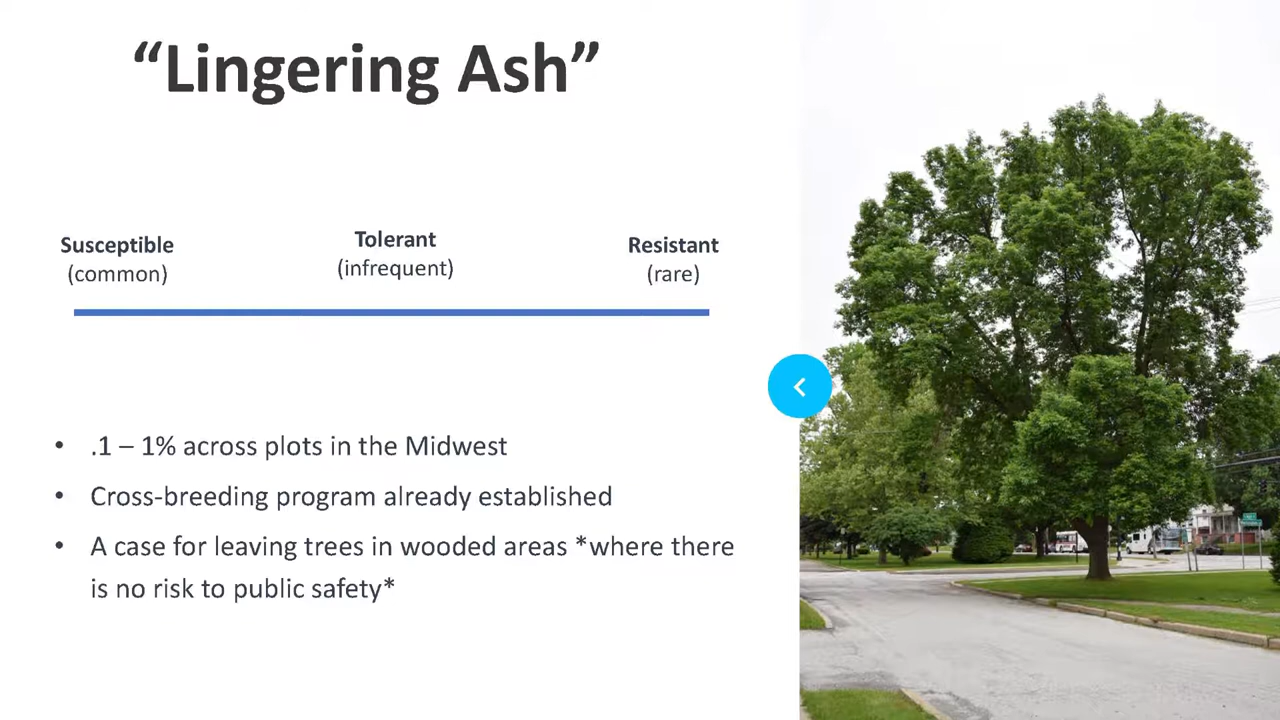 “Lingering Ash”
Susceptible
(common)
Tolerant
(infrequent)
Resistant
(rare)
• .1 – 1% across plots in the Midwest
• Cross-breeding program already established
• A case for leaving trees in wooded areas *where there
is no risk to public safety*